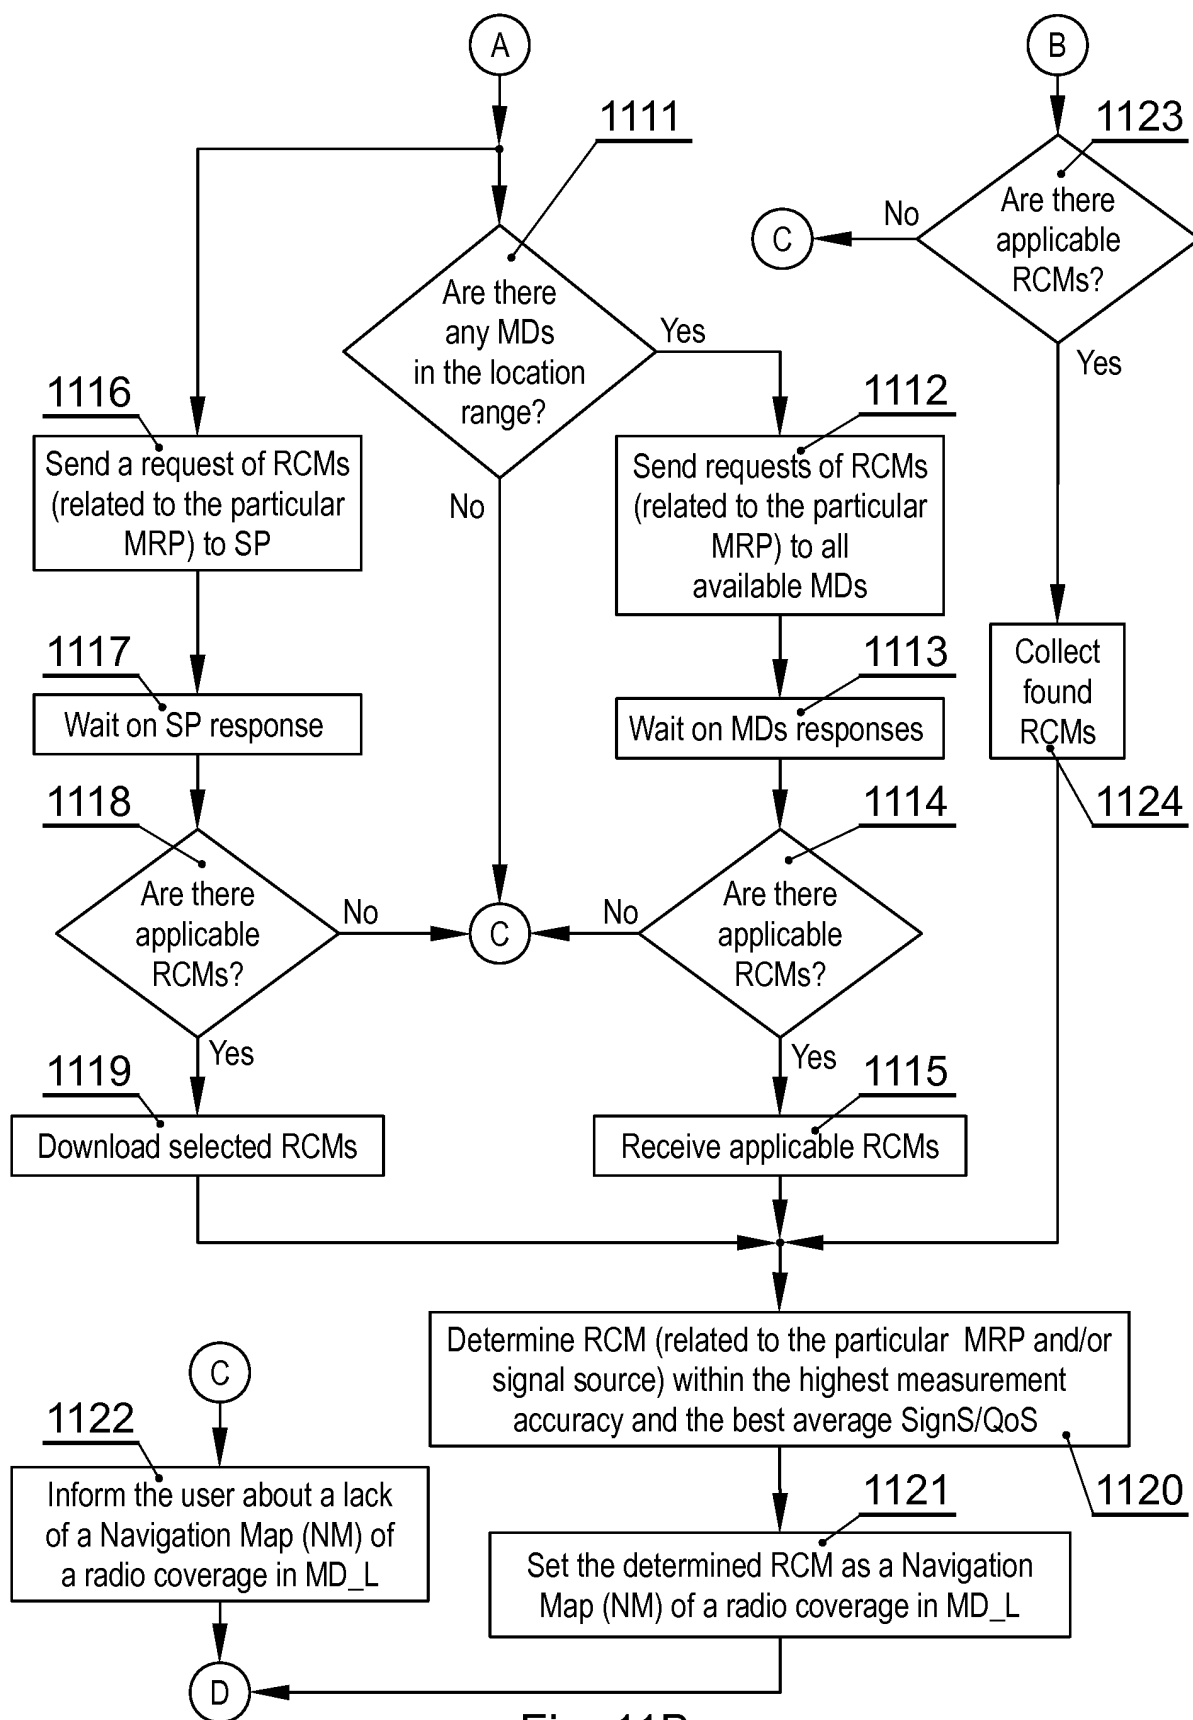 A
B
1111
1123
Are there
applicable
RCMs?
No
C
Yes
Are there
any MDs
in the location
range?
Yes
No
1116
Send a request of RCMs
(related to the particular
MRP) to SP
1112
Send requests of RCMs
(related to the particular
MRP) to all
available MDs
1117
Wait on SP response
1113
Wait on MDs responses
Collect
found
RCMs
1124
1118
Are there
applicable
RCMs?
No
C
No
1114
Are there
applicable
RCMs?
Yes
Yes
1119
Download selected RCMs
1115
Receive applicable RCMs
Determine RCM (related to the particular MRP and/or
signal source) within the highest measurement
accuracy and the best average SignS/QoS
1120
C
1122
Inform the user about a lack
of a Navigation Map (NM) of
a radio coverage in MD_L
1121
Set the determined RCM as a Navigation
Map (NM) of a radio coverage in MD_L
D